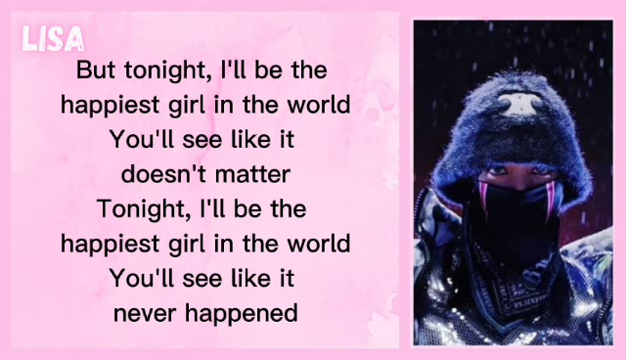 LISA
But tonight, I'll be the
happiest girl in the world
You'll see like it
doesn't matter
Tonight, I'll be the
happiest girl in the world
You'll see like it
never happened